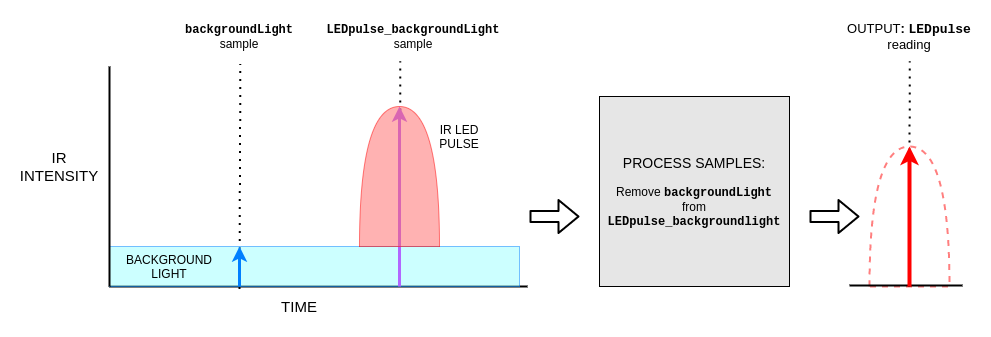 backgroundLight
sample
LEDpulse_backgroundLight
sample
OUTPUT: LEDpulse
reading
IR LED
PULSE
IR
INTENSITY
PROCESS SAMPLES:
Remove backgroundLight
from
LEDpulse_backgroundlight
BACKGROUND
LIGHT
TIME